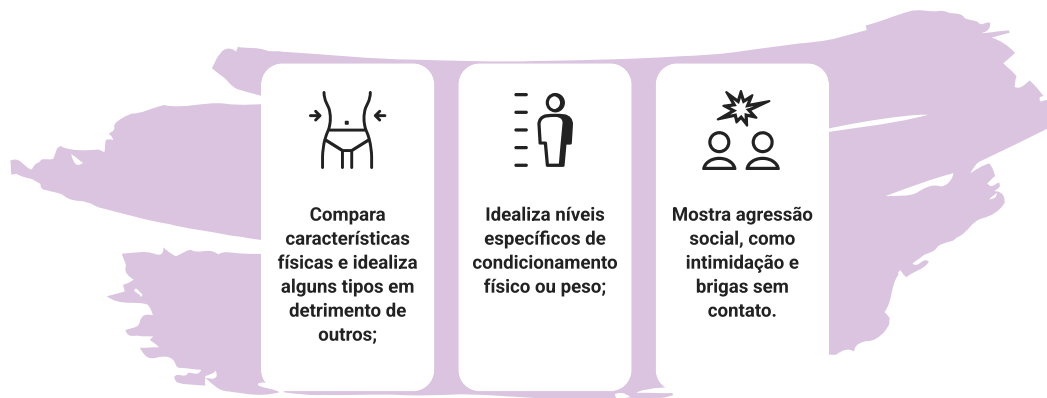 Compara
características
físicas e idealiza
alguns tipos em
detrimento de
outros;
Idealiza níveis
específicos de
condicionamento
físico ou peso;
Mostra agressão
social, como
intimidação e
brigas sem
contato.